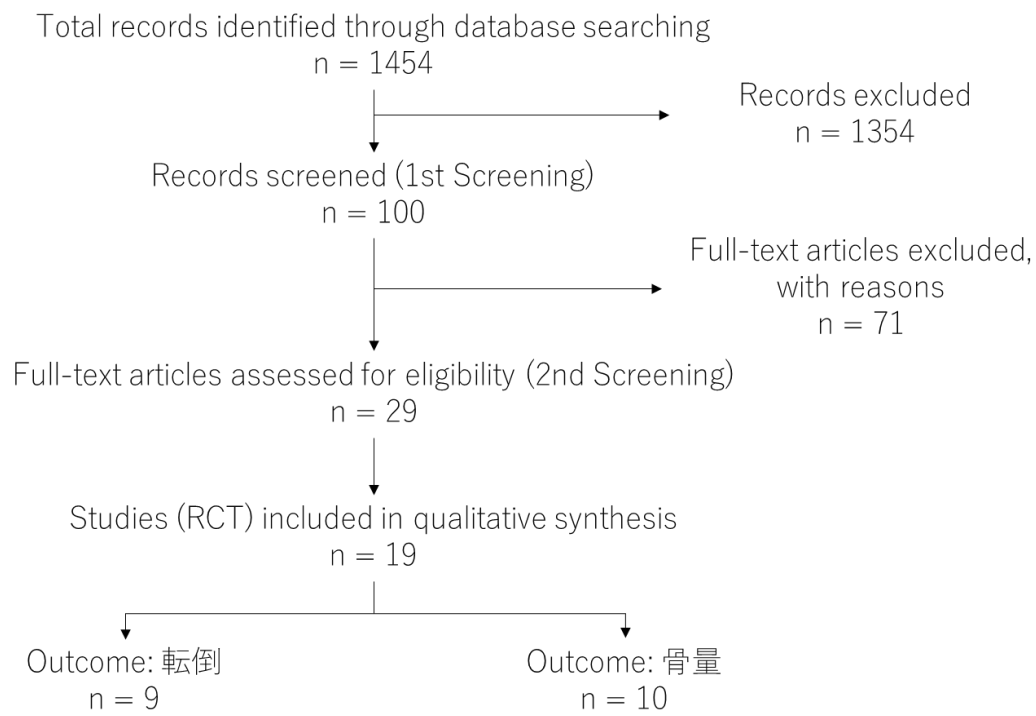 Total records identified through database searching
n = 1454
Records excluded
n = 1354
Records screened (1st Screening)
n = 100
Full-text articles excluded,
with reasons
n = 71
Full-text articles assessed for eligibility (2nd Screening)
n = 29
Studies (RCT) included in qualitative synthesis
n = 19
Outcome: 転倒
n = 9
Outcome: 骨量
n = 10